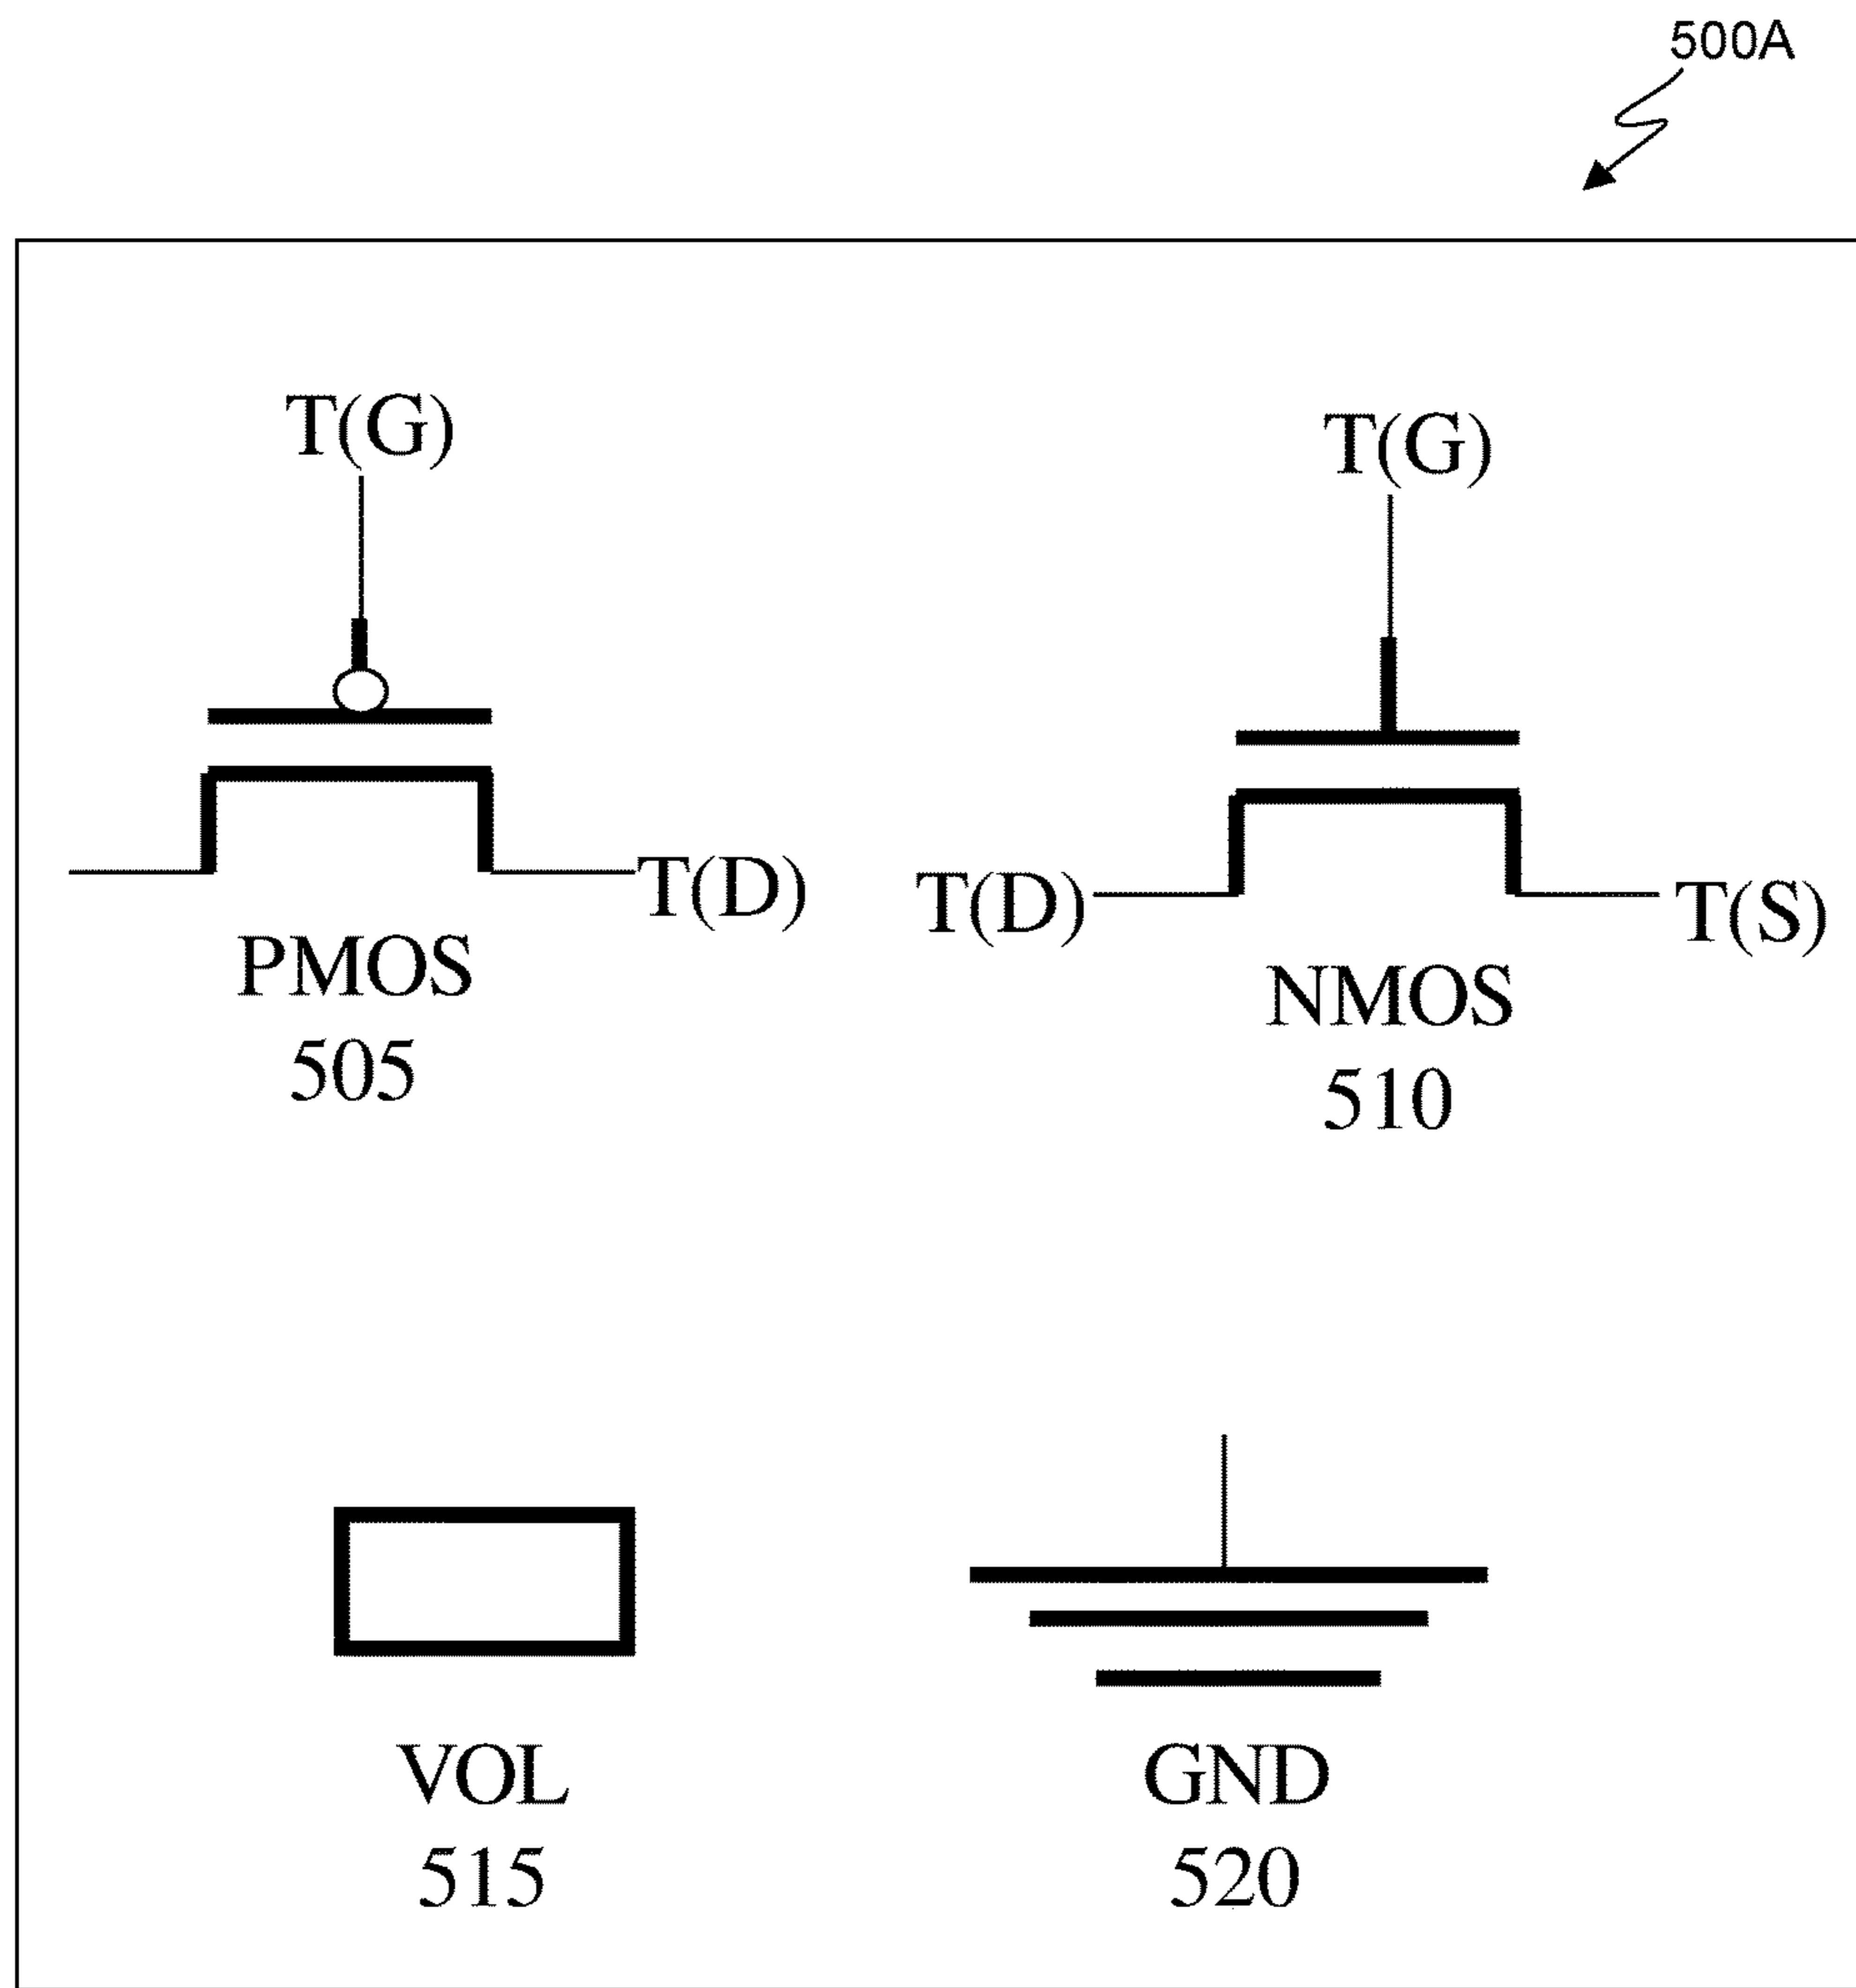 500A
T(G)
T(G)
T(D)
T(D)
T(S)
PMOS
505
NMOS
510
VOL
515
GND
520